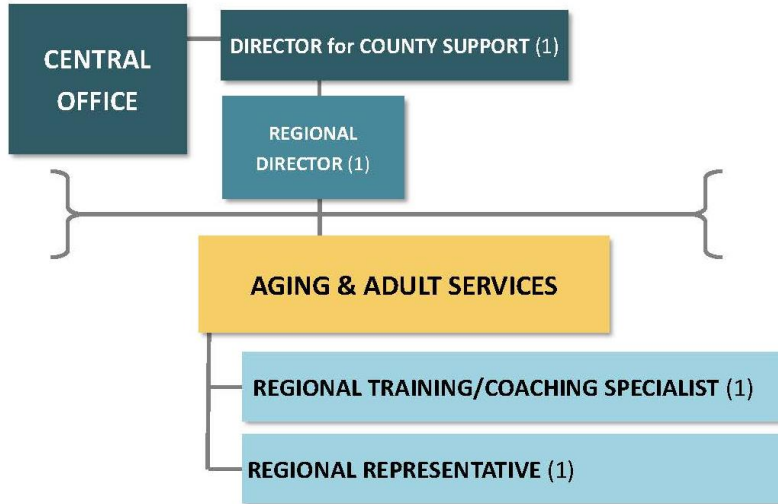 CENTRAL
OFFICE
DIRECTOR for COUNTY SUPPORT (1)
REGIONAL
DIRECTOR (1)
AGING & ADULT SERVICES
REGIONAL TRAINING/COACHING SPECIALIST (1)
REGIONAL REPRESENTATIVE (1)